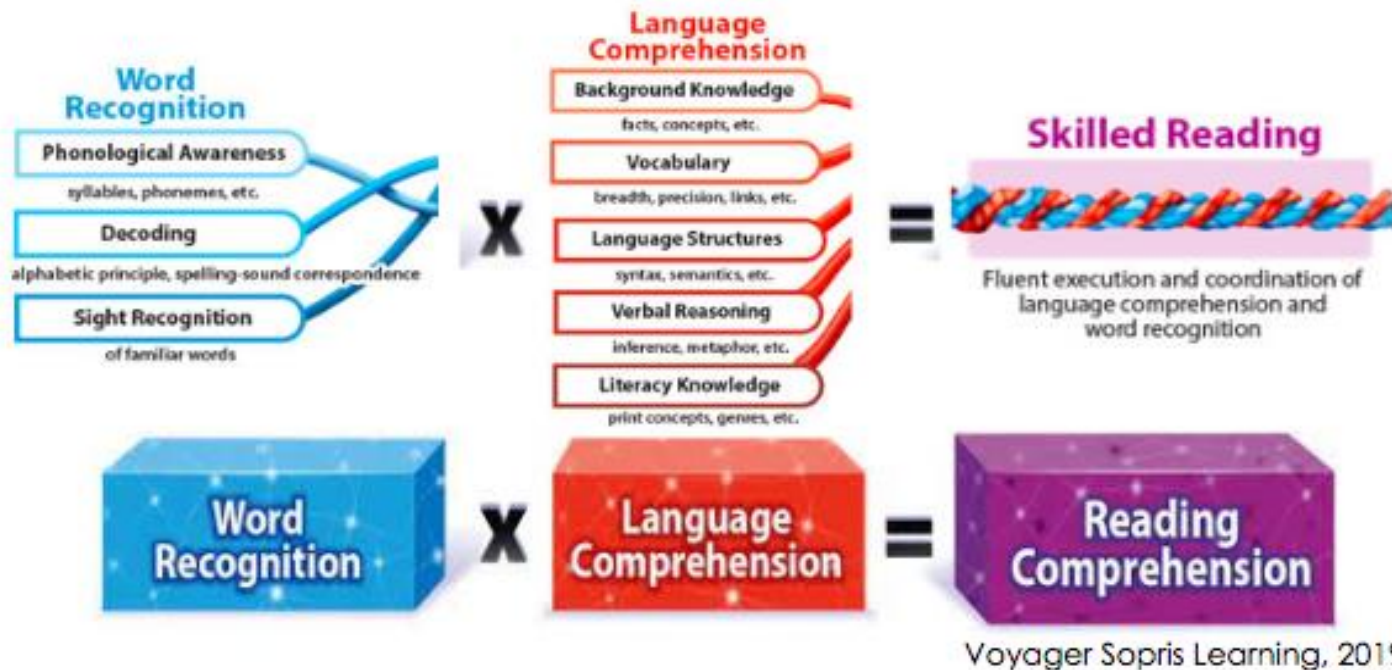 Word
Recognition
Phonological Awareness
syllables, phonemes, etc.
Decoding
alphabetic principle, spelling-sound correspondence
Sight Recognition
of familiar words
X
Language
Comprehension
Background Knowledge
facts, concepts, etc.
Vocabulary
breadth, precision, links, etc.
Language Structures
syntax, semantics, etc.
Verbal Reasoning
inference, metaphor, etc.
Literacy Knowledge
print concepts, genres, etc.
=
Skilled Reading
Fluent execution and coordination of
language comprehension and
word recognition
Word
Recognition
X
Language
Comprehension
=
Reading
Comprehension
Voyager Sopris Learning, 2019